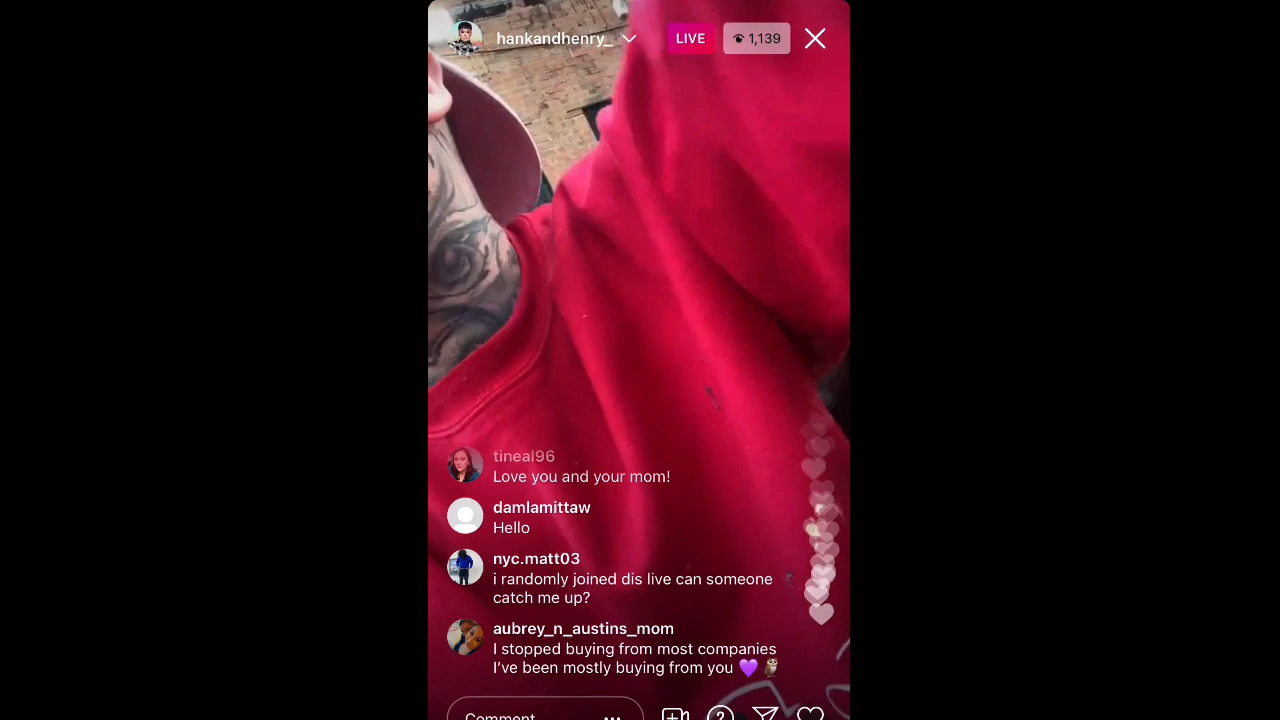 hankandhenry_
LIVE
1,139
tineal96
Love you and your mom!
damlamittaw
Hello
nyc.matt03
i randomly joined dis live can someone
catch me up?
aubrey_n_austins_mom
I stopped buying from most companies
I've been mostly buying from you 💜 🦉
Comment